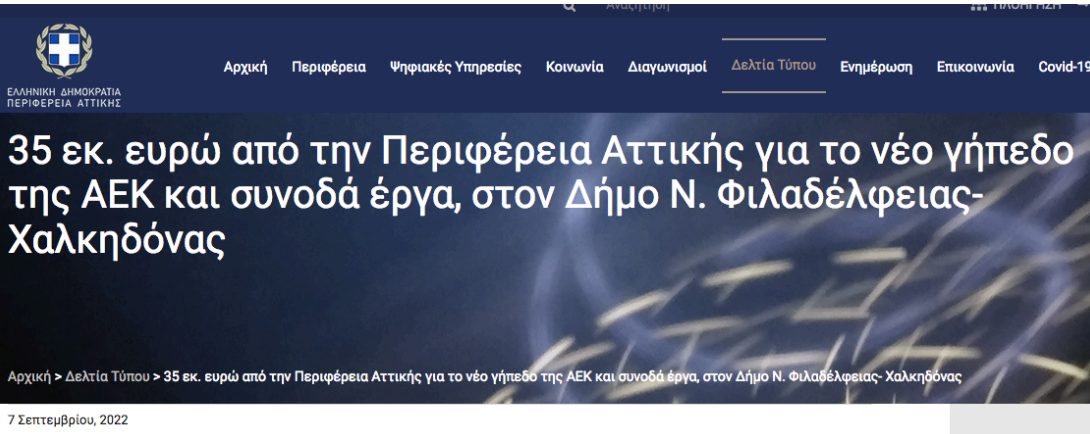 Αναζήτηση
ΠΛΟΗΓΗΣΗ
ΕΛΛΗΝΙΚΗ ΔΗΜΟΚΡΑΤΙΑ
ΠΕΡΙΦΕΡΕΙΑ ΑΤΤΙΚΗΣ
Αρχική Περιφέρεια Ψηφιακές Υπηρεσίες Κοινωνία Διαγωνισμοί Δελτία Τύπου Ενημέρωση Επικοινωνία Covid-19
35 εκ. ευρώ από την Περιφέρεια Αττικής για το νέο γήπεδο
της ΑΕΚ και συνοδά έργα, στον Δήμο Ν. Φιλαδέλφειας-
Χαλκηδόνας
Αρχική > Δελτία Τύπου > 35 εκ. ευρώ από την Περιφέρεια Αττικής για το νέο γήπεδο της ΑΕΚ και συνοδά έργα, στον Δήμο Ν. Φιλαδέλφειας- Χαλκηδόνας
7 Σεπτεμβρίου, 2022